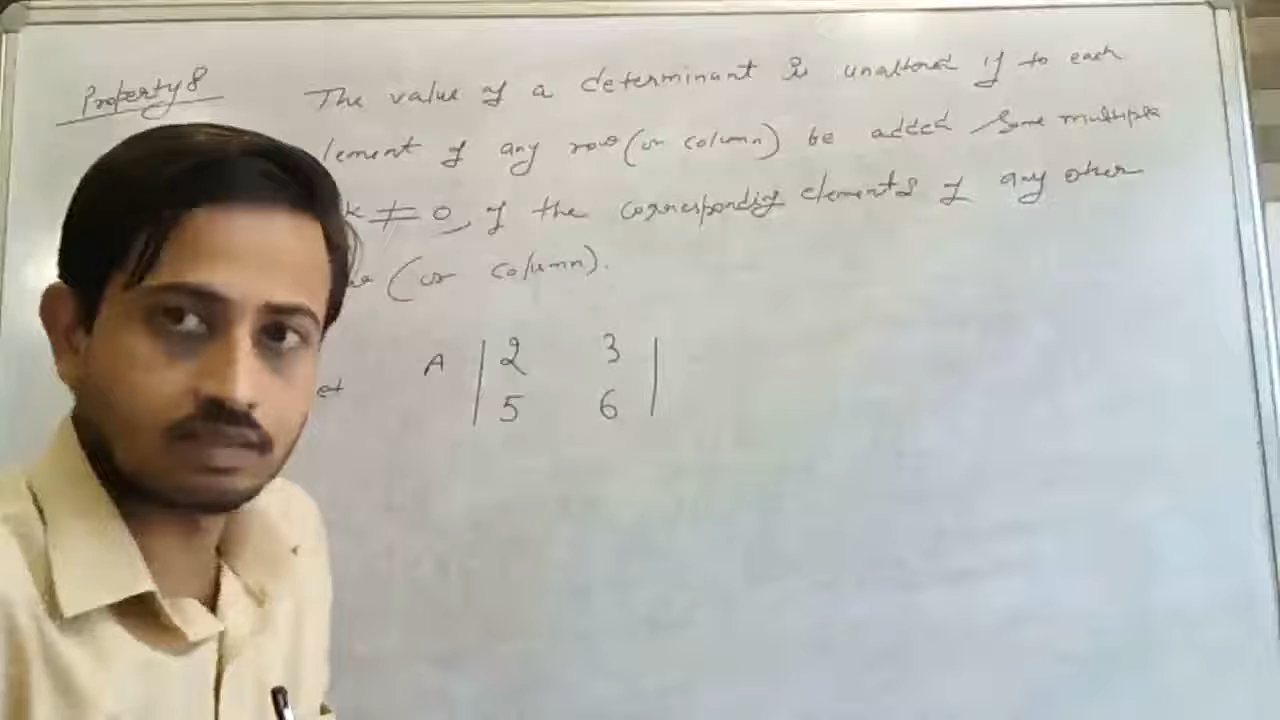 Property 8 The value of a determinant is unaltered if to each
lement of any row (or column) be added some multiple
k ≠ 0, of the corresponding elements of any other
(or column).
et A | 2 3 |
| 5 6 |